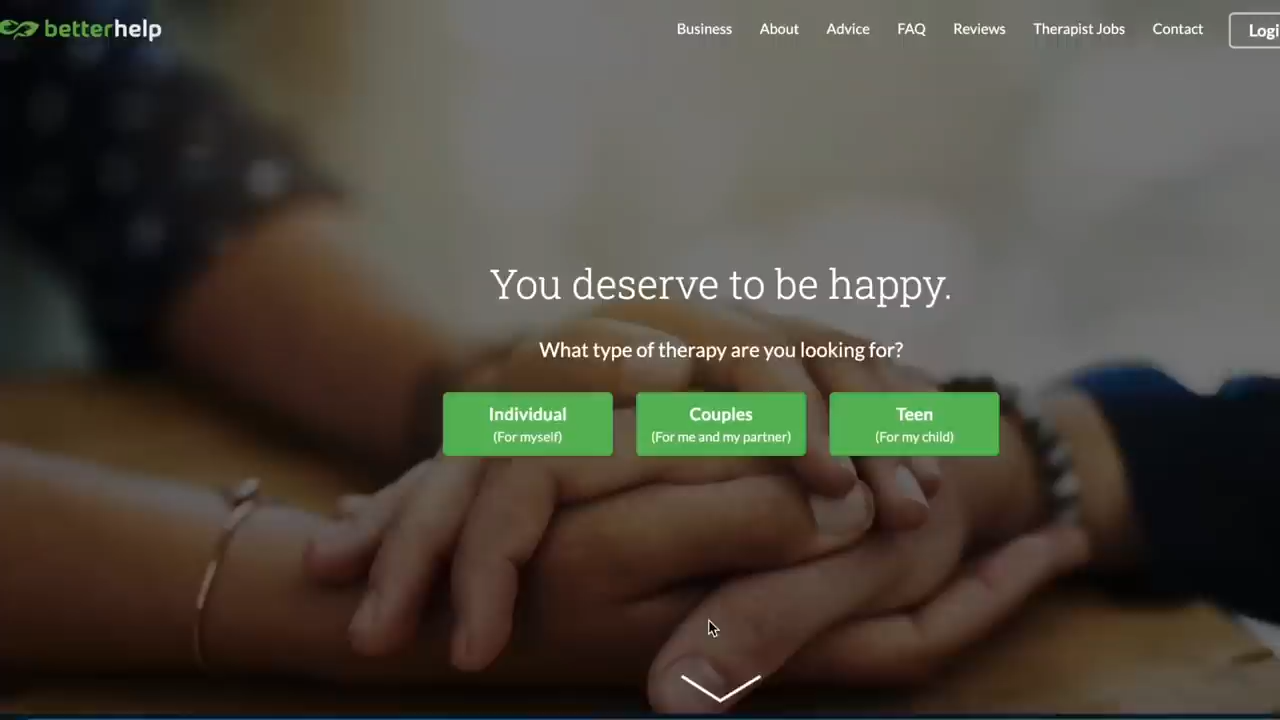 betterhelp
Business About Advice FAQ Reviews Therapist Jobs Contact
You deserve to be happy.
What type of therapy are you looking for?
Individual Couples Teen
(For myself) (For me and my partner) (For my child)